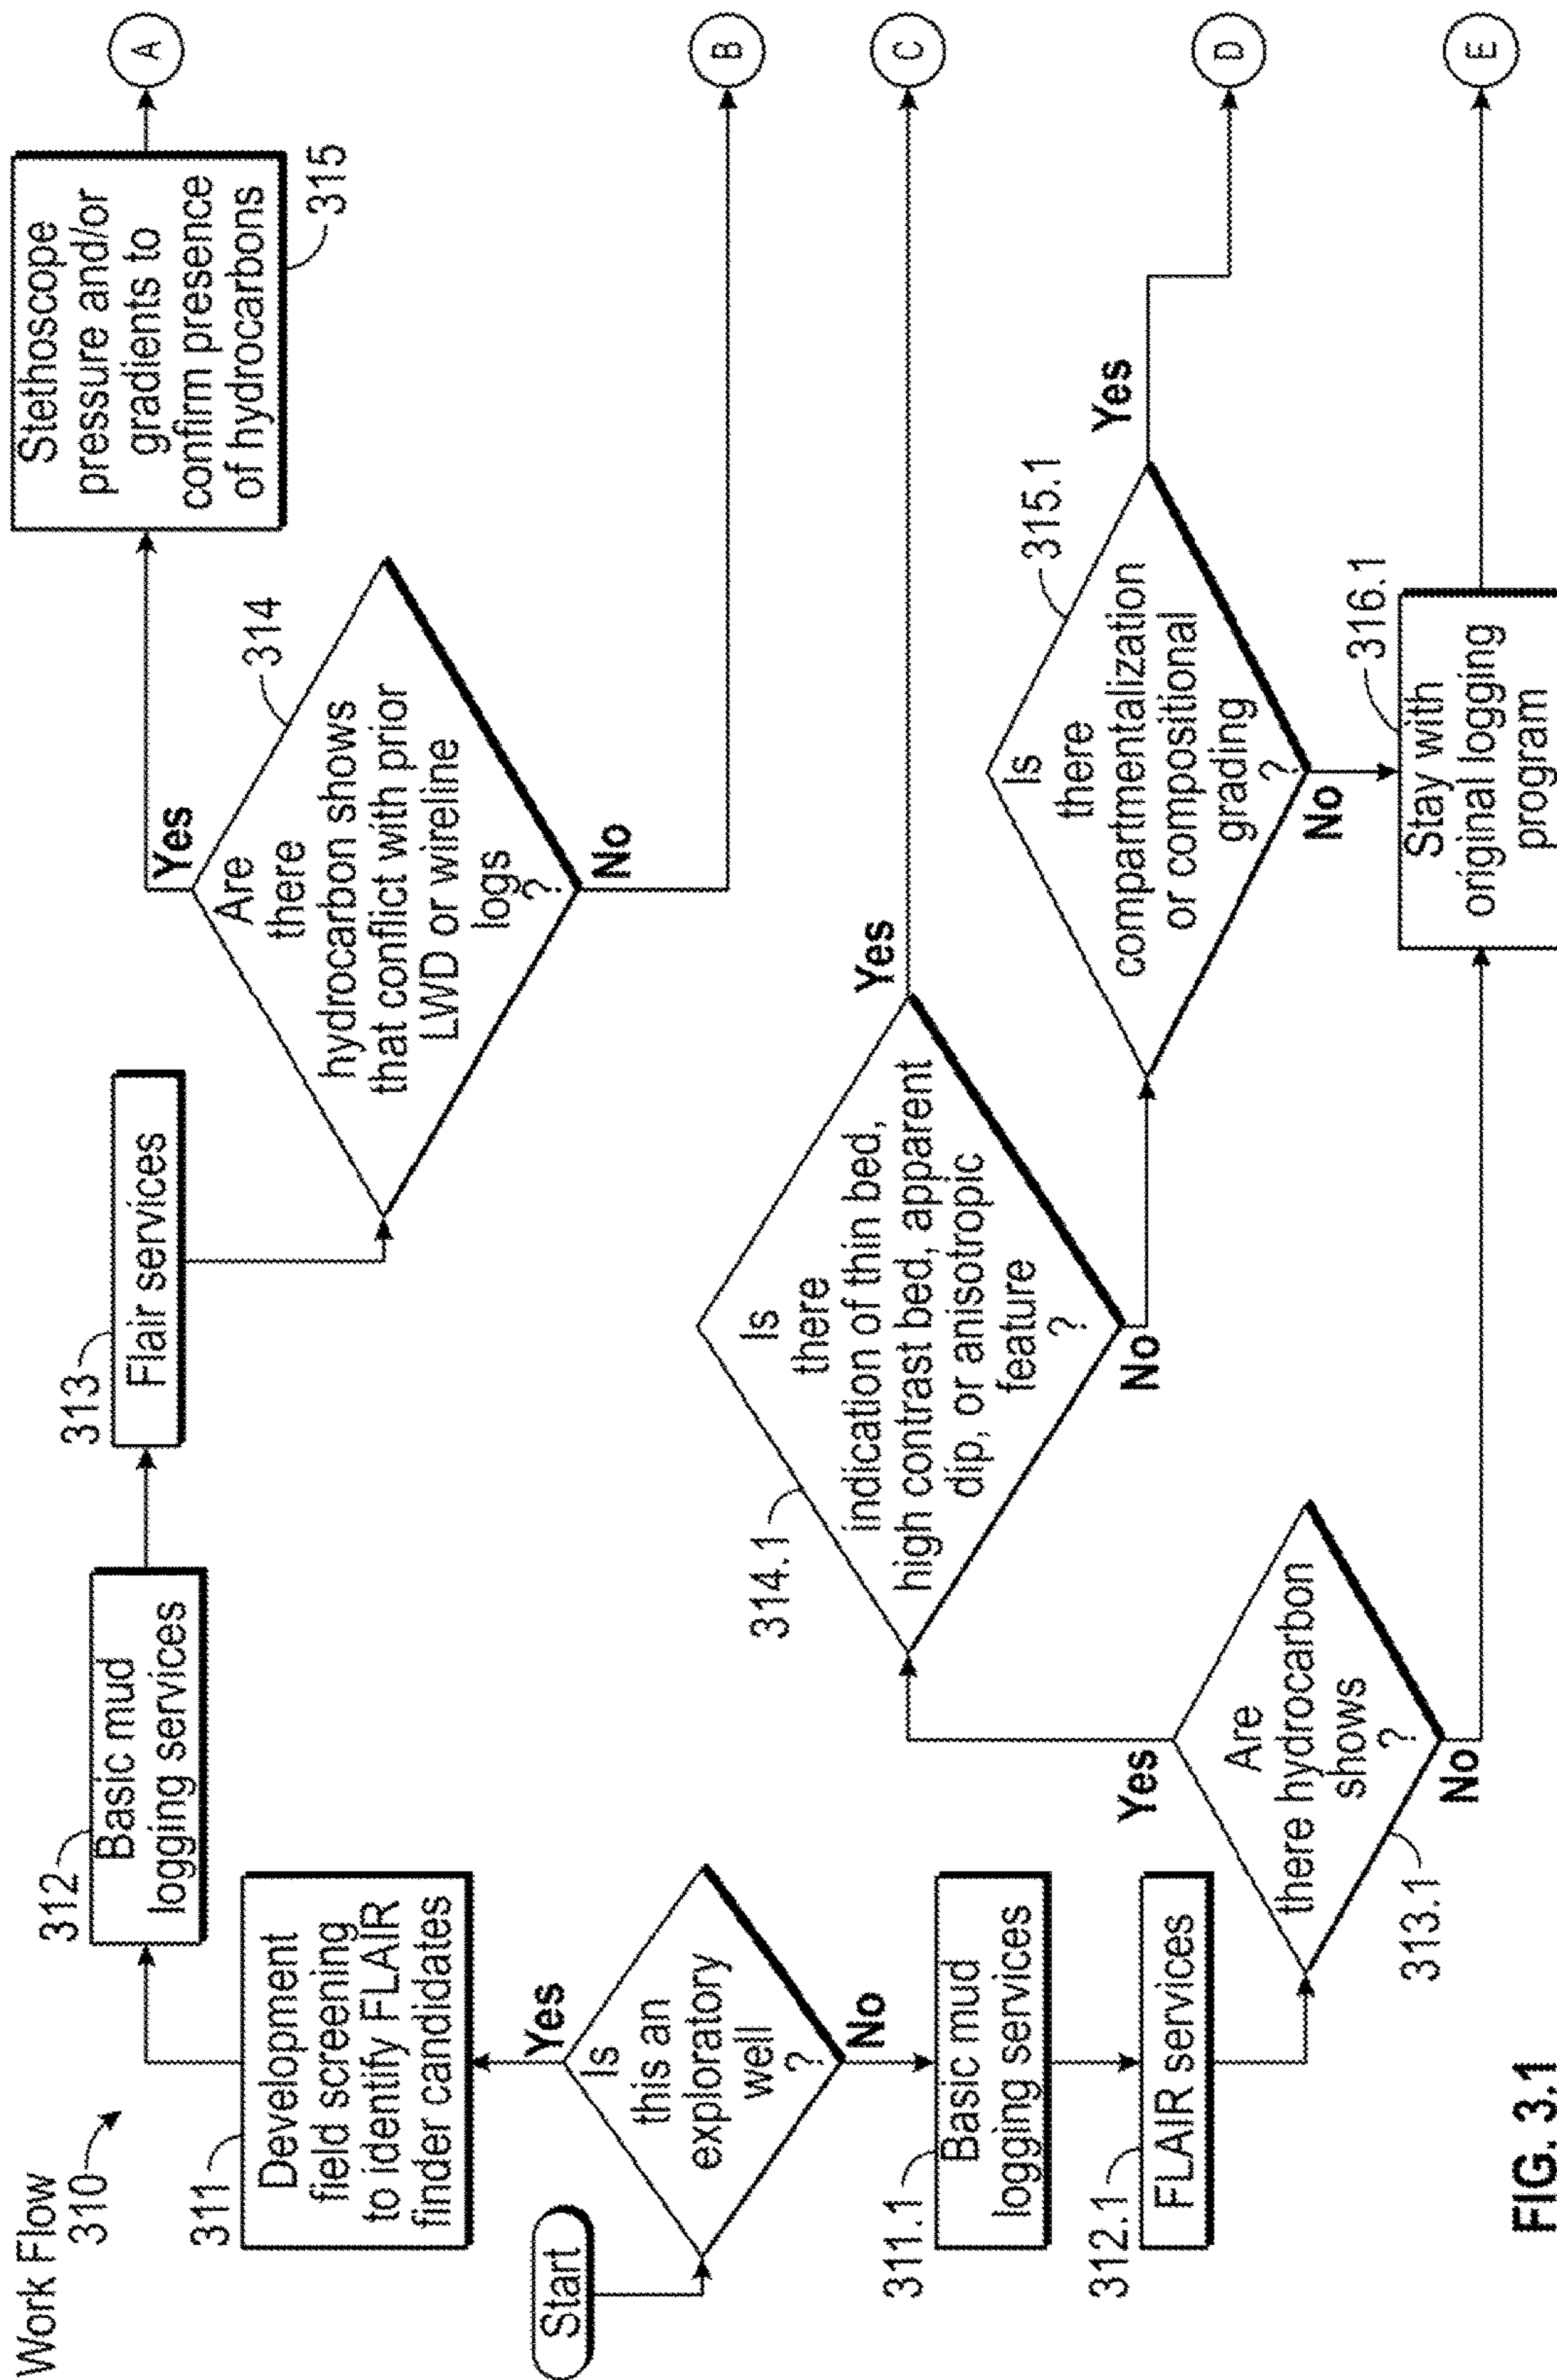 Work Flow
310
Start
Is
this an
exploratory
well
?
Yes
No
311
Development
field screening
to identify FLAIR
finder candidates
312
Basic mud
logging services
313
Flair services
314
Are
there
hydrocarbon shows
that conflict with prior
LWD or wireline
logs
?
Yes
No
315
Stethoscope
pressure and/or
gradients to
confirm presence
of hydrocarbons
A
B
311.1
Basic mud
logging services
312.1
FLAIR services
313.1
Are
there hydrocarbon
shows
?
Yes
No
314.1
Is
there
indication of thin bed,
high contrast bed, apparent
dip, or anisotropic
feature
?
Yes
No
C
315.1
Is
there
compartmentalization
or compositional
grading
?
Yes
No
D
316.1
Stay with
original logging
program
E
FIG. 3.1